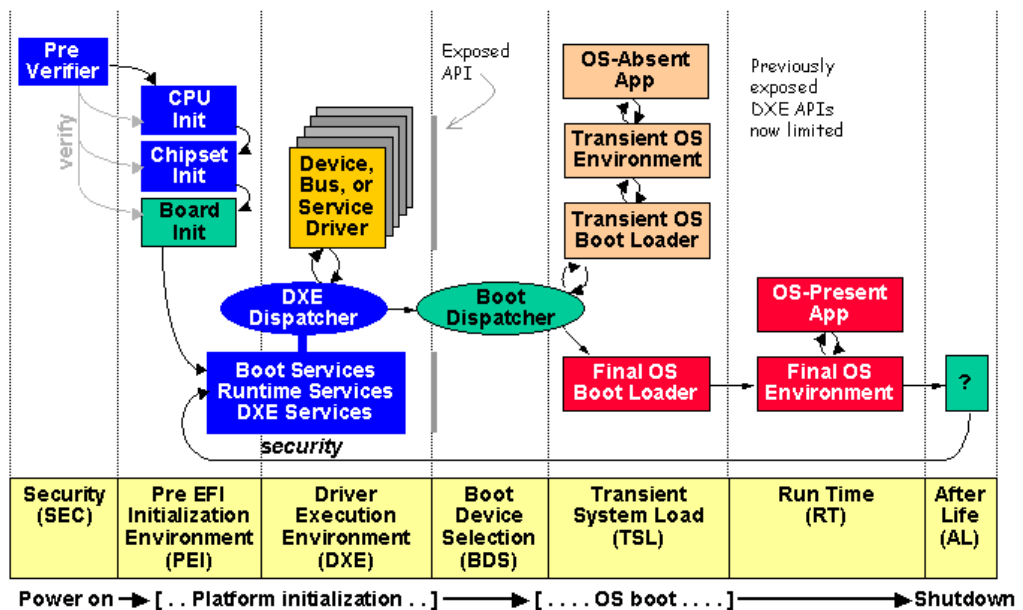 Pre
Verifier
verify
CPU
Init
Chipset
Init
Board
Init
Device,
Bus, or
Service
Driver
DXE
Dispatcher
Boot Services
Runtime Services
DXE Services
security
Exposed
API
Boot
Dispatcher
OS-Absent
App
Transient OS
Environment
Transient OS
Boot Loader
Final OS
Boot Loader
Previously
exposed
DXE APIs
now limited
OS-Present
App
Final OS
Environment
?
Security
(SEC)
Pre EFI
Initialization
Environment
(PEI)
Driver
Execution
Environment
(DXE)
Boot
Device
Selection
(BDS)
Transient
System Load
(TSL)
Run Time
(RT)
After
Life
(AL)
Power on [ . . Platform initialization . . ] [ . . . . OS boot . . . . ] Shutdown